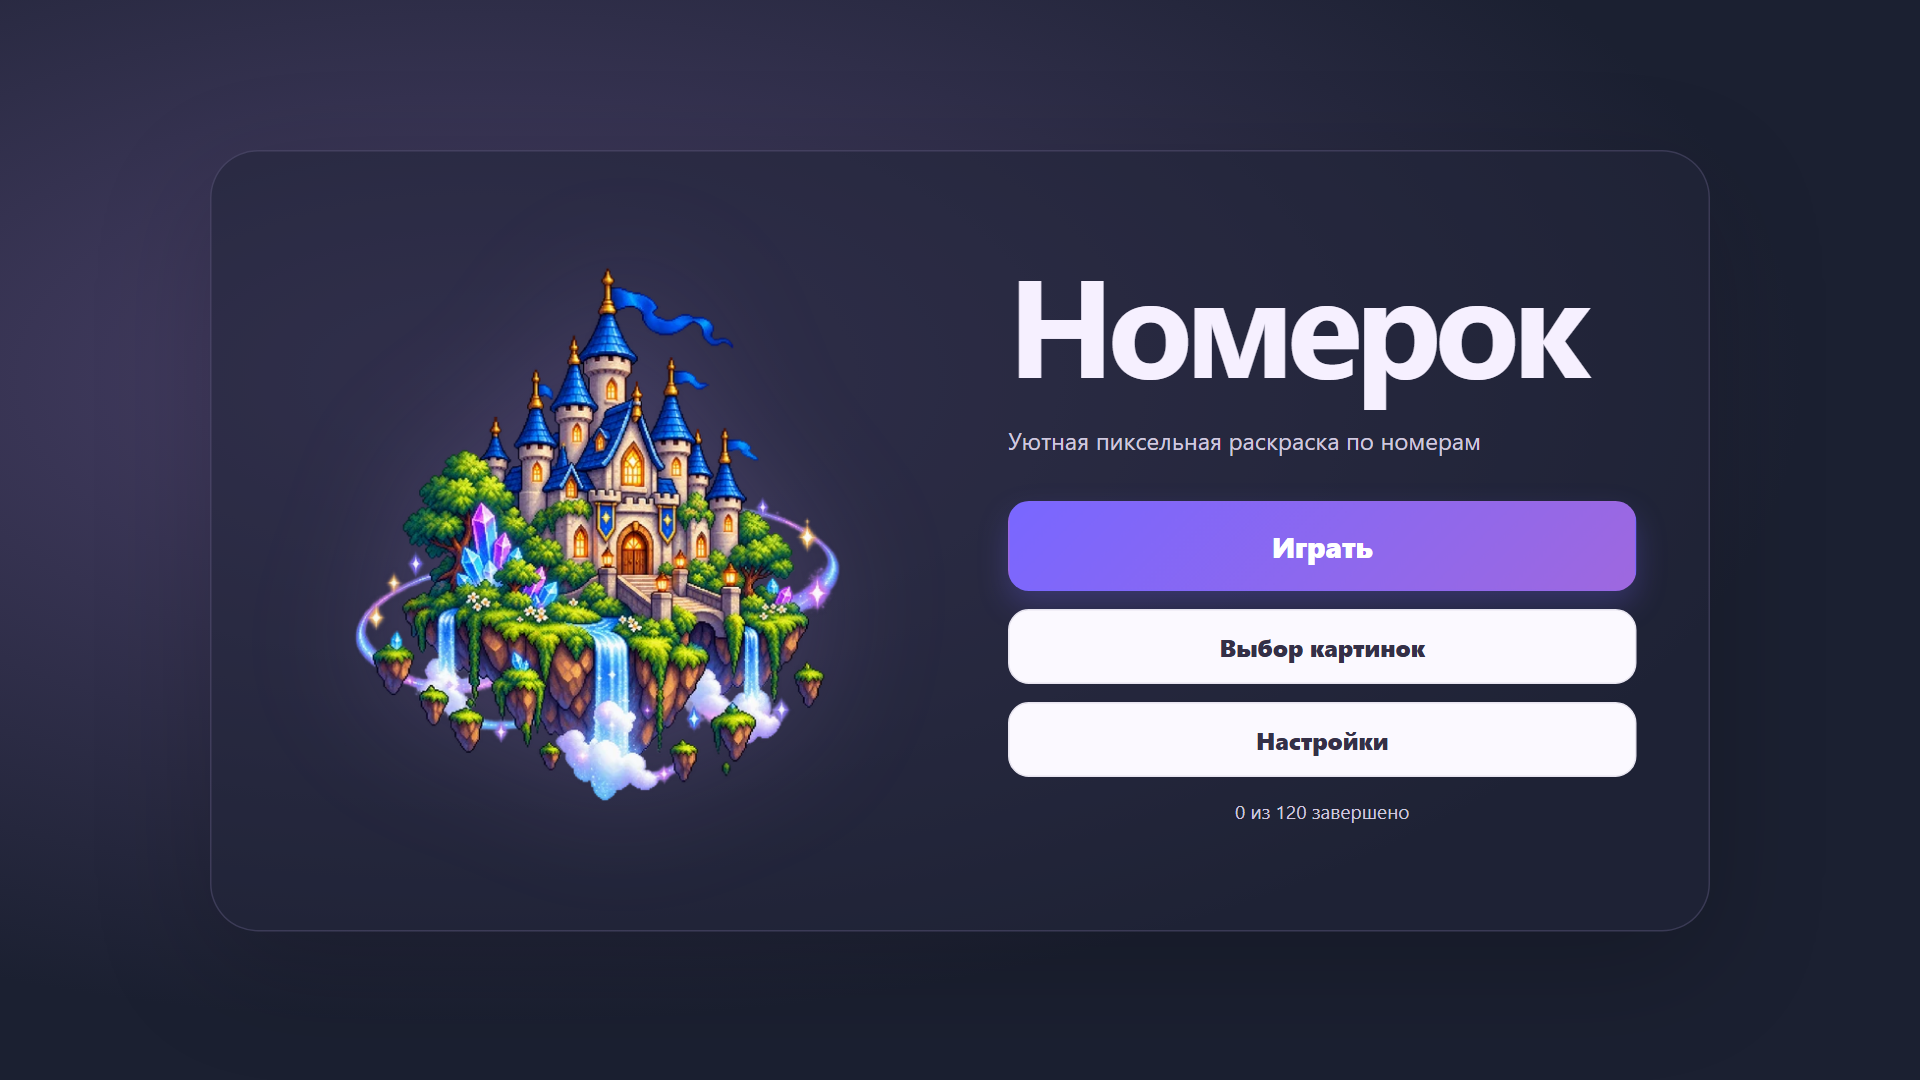 Номерок
Уютная пиксельная раскраска по номерам
Играть
Выбор картинок
Настройки
0 из 120 завершено